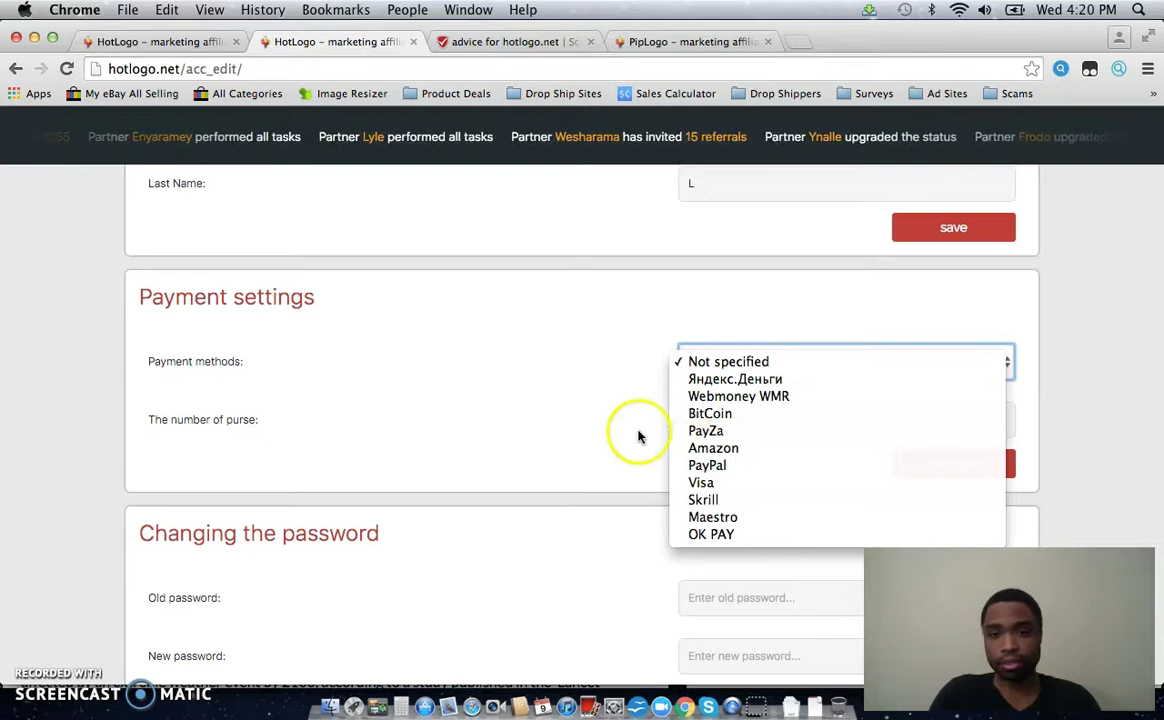 Chrome File Edit View History Bookmarks People Window Help Wed 4:20 PM
HotLogo – marketing affili × HotLogo – marketing affilia × advice for hotlogo.net | Sc × PipLogo – marketing affilia ×
hotlogo.net/acc_edit/
Apps My eBay All Selling All Categories Image Resizer Product Deals Drop Ship Sites Sales Calculator Drop Shippers Surveys Ad Sites Scams »
Partner Enyaramey performed all tasks Partner Lyle performed all tasks Partner Wesharama has invited 15 referrals Partner Ynalle upgraded the status Partner Frodo upgraded
Last Name: L
save
Payment settings
Payment methods: ✓ Not specified
Яндекс.Деньги
Webmoney WMR
BitCoin
The number of purse:
PayZa
Amazon
PayPal
Visa
Skrill
Maestro
OK PAY
Changing the password
Old password: Enter old password...
New password: Enter new password...
RECORDED WITH
SCREENCAST MATIC